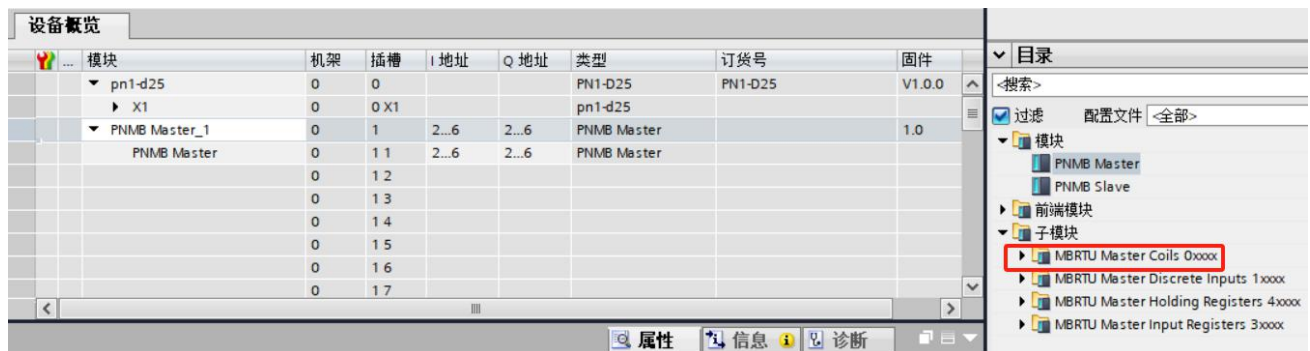 设备概览
... 模块 机架 插槽 I 地址 Q 地址 类型 订货号 固件
pn1-d25 0 0 PN1-D25 PN1-D25 V1.0.0
X1 0 0 X1 pn1-d25
PNMB Master_1 0 1 2...6 2...6 PNMB Master 1.0
PNMB Master 0 1 1 2...6 2...6 PNMB Master
0 1 2
0 1 3
0 1 4
0 1 5
0 1 6
0 1 7
属性 信息 诊断
目录
<搜索>
过滤 配置文件 <全部>
模块
PNMB Master
PNMB Slave
前端模块
子模块
MBRTU Master Coils 0xxxx
MBRTU Master Discrete Inputs 1xxxx
MBRTU Master Holding Registers 4xxxx
MBRTU Master Input Registers 3xxxx